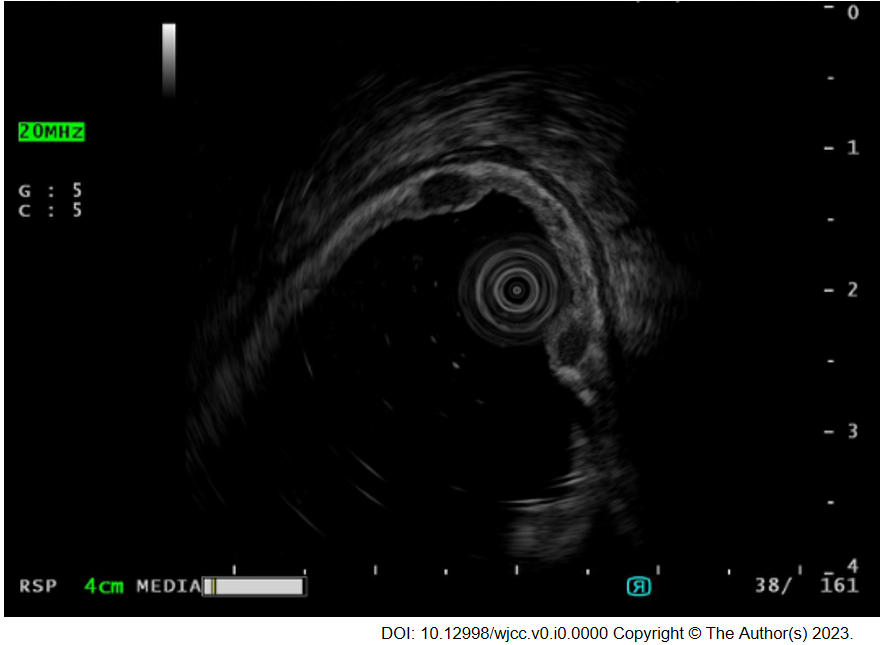 0
20MHz
1
G : 5
C : 5
2
3
4
RSP 4cm MEDIA
R
38/ 161
DOI: 10.12998/wjcc.v0.i0.0000 Copyright © The Author(s) 2023.